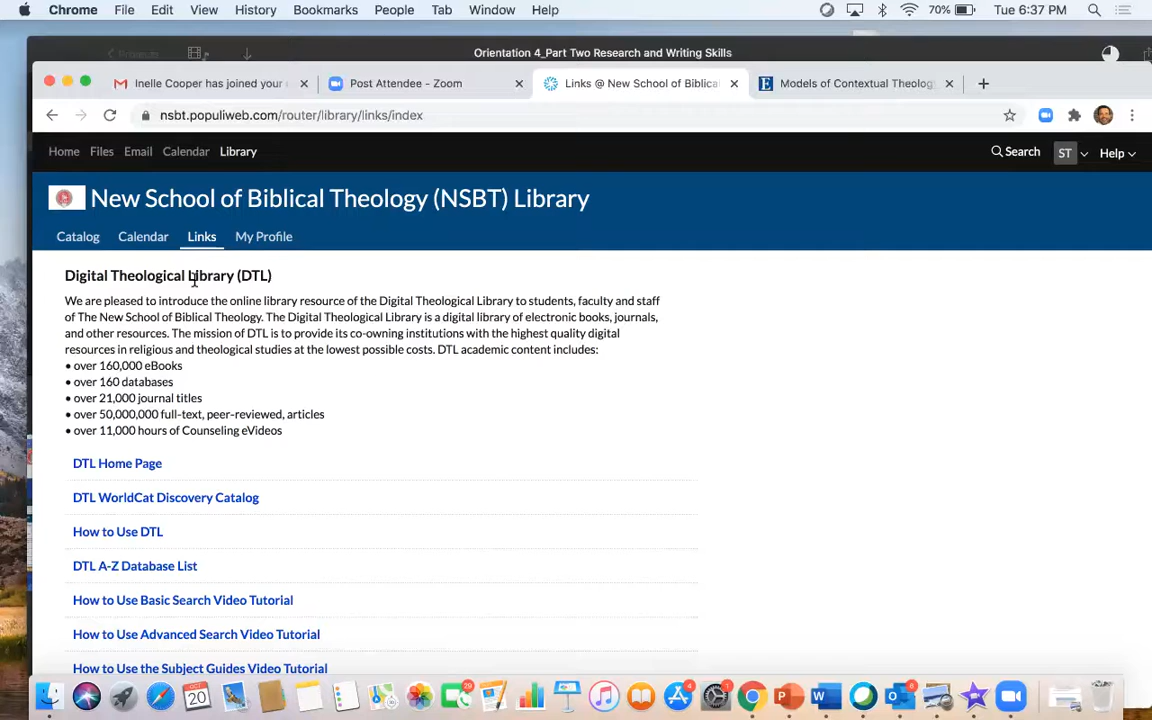 Chrome File Edit View History Bookmarks People Tab Window Help 70% Tue 6:37 PM
Orientation 4_Part Two Research and Writing Skills
Inelle Cooper has joined your Post Attendee - Zoom Links @ New School of Biblical Models of Contextual Theology
nsbt.populiweb.com/router/library/links/index
Home Files Email Calendar Library Search ST Help
New School of Biblical Theology (NSBT) Library
Catalog Calendar Links My Profile
Digital Theological Library (DTL)
We are pleased to introduce the online library resource of the Digital Theological Library to students, faculty and staff
of The New School of Biblical Theology. The Digital Theological Library is a digital library of electronic books, journals,
and other resources. The mission of DTL is to provide its co-owning institutions with the highest quality digital
resources in religious and theological studies at the lowest possible costs. DTL academic content includes:
• over 160,000 eBooks
• over 160 databases
• over 21,000 journal titles
• over 50,000,000 full-text, peer-reviewed, articles
• over 11,000 hours of Counseling eVideos
DTL Home Page
DTL WorldCat Discovery Catalog
How to Use DTL
DTL A-Z Database List
How to Use Basic Search Video Tutorial
How to Use Advanced Search Video Tutorial
How to Use the Subject Guides Video Tutorial
OCT
20
29
1